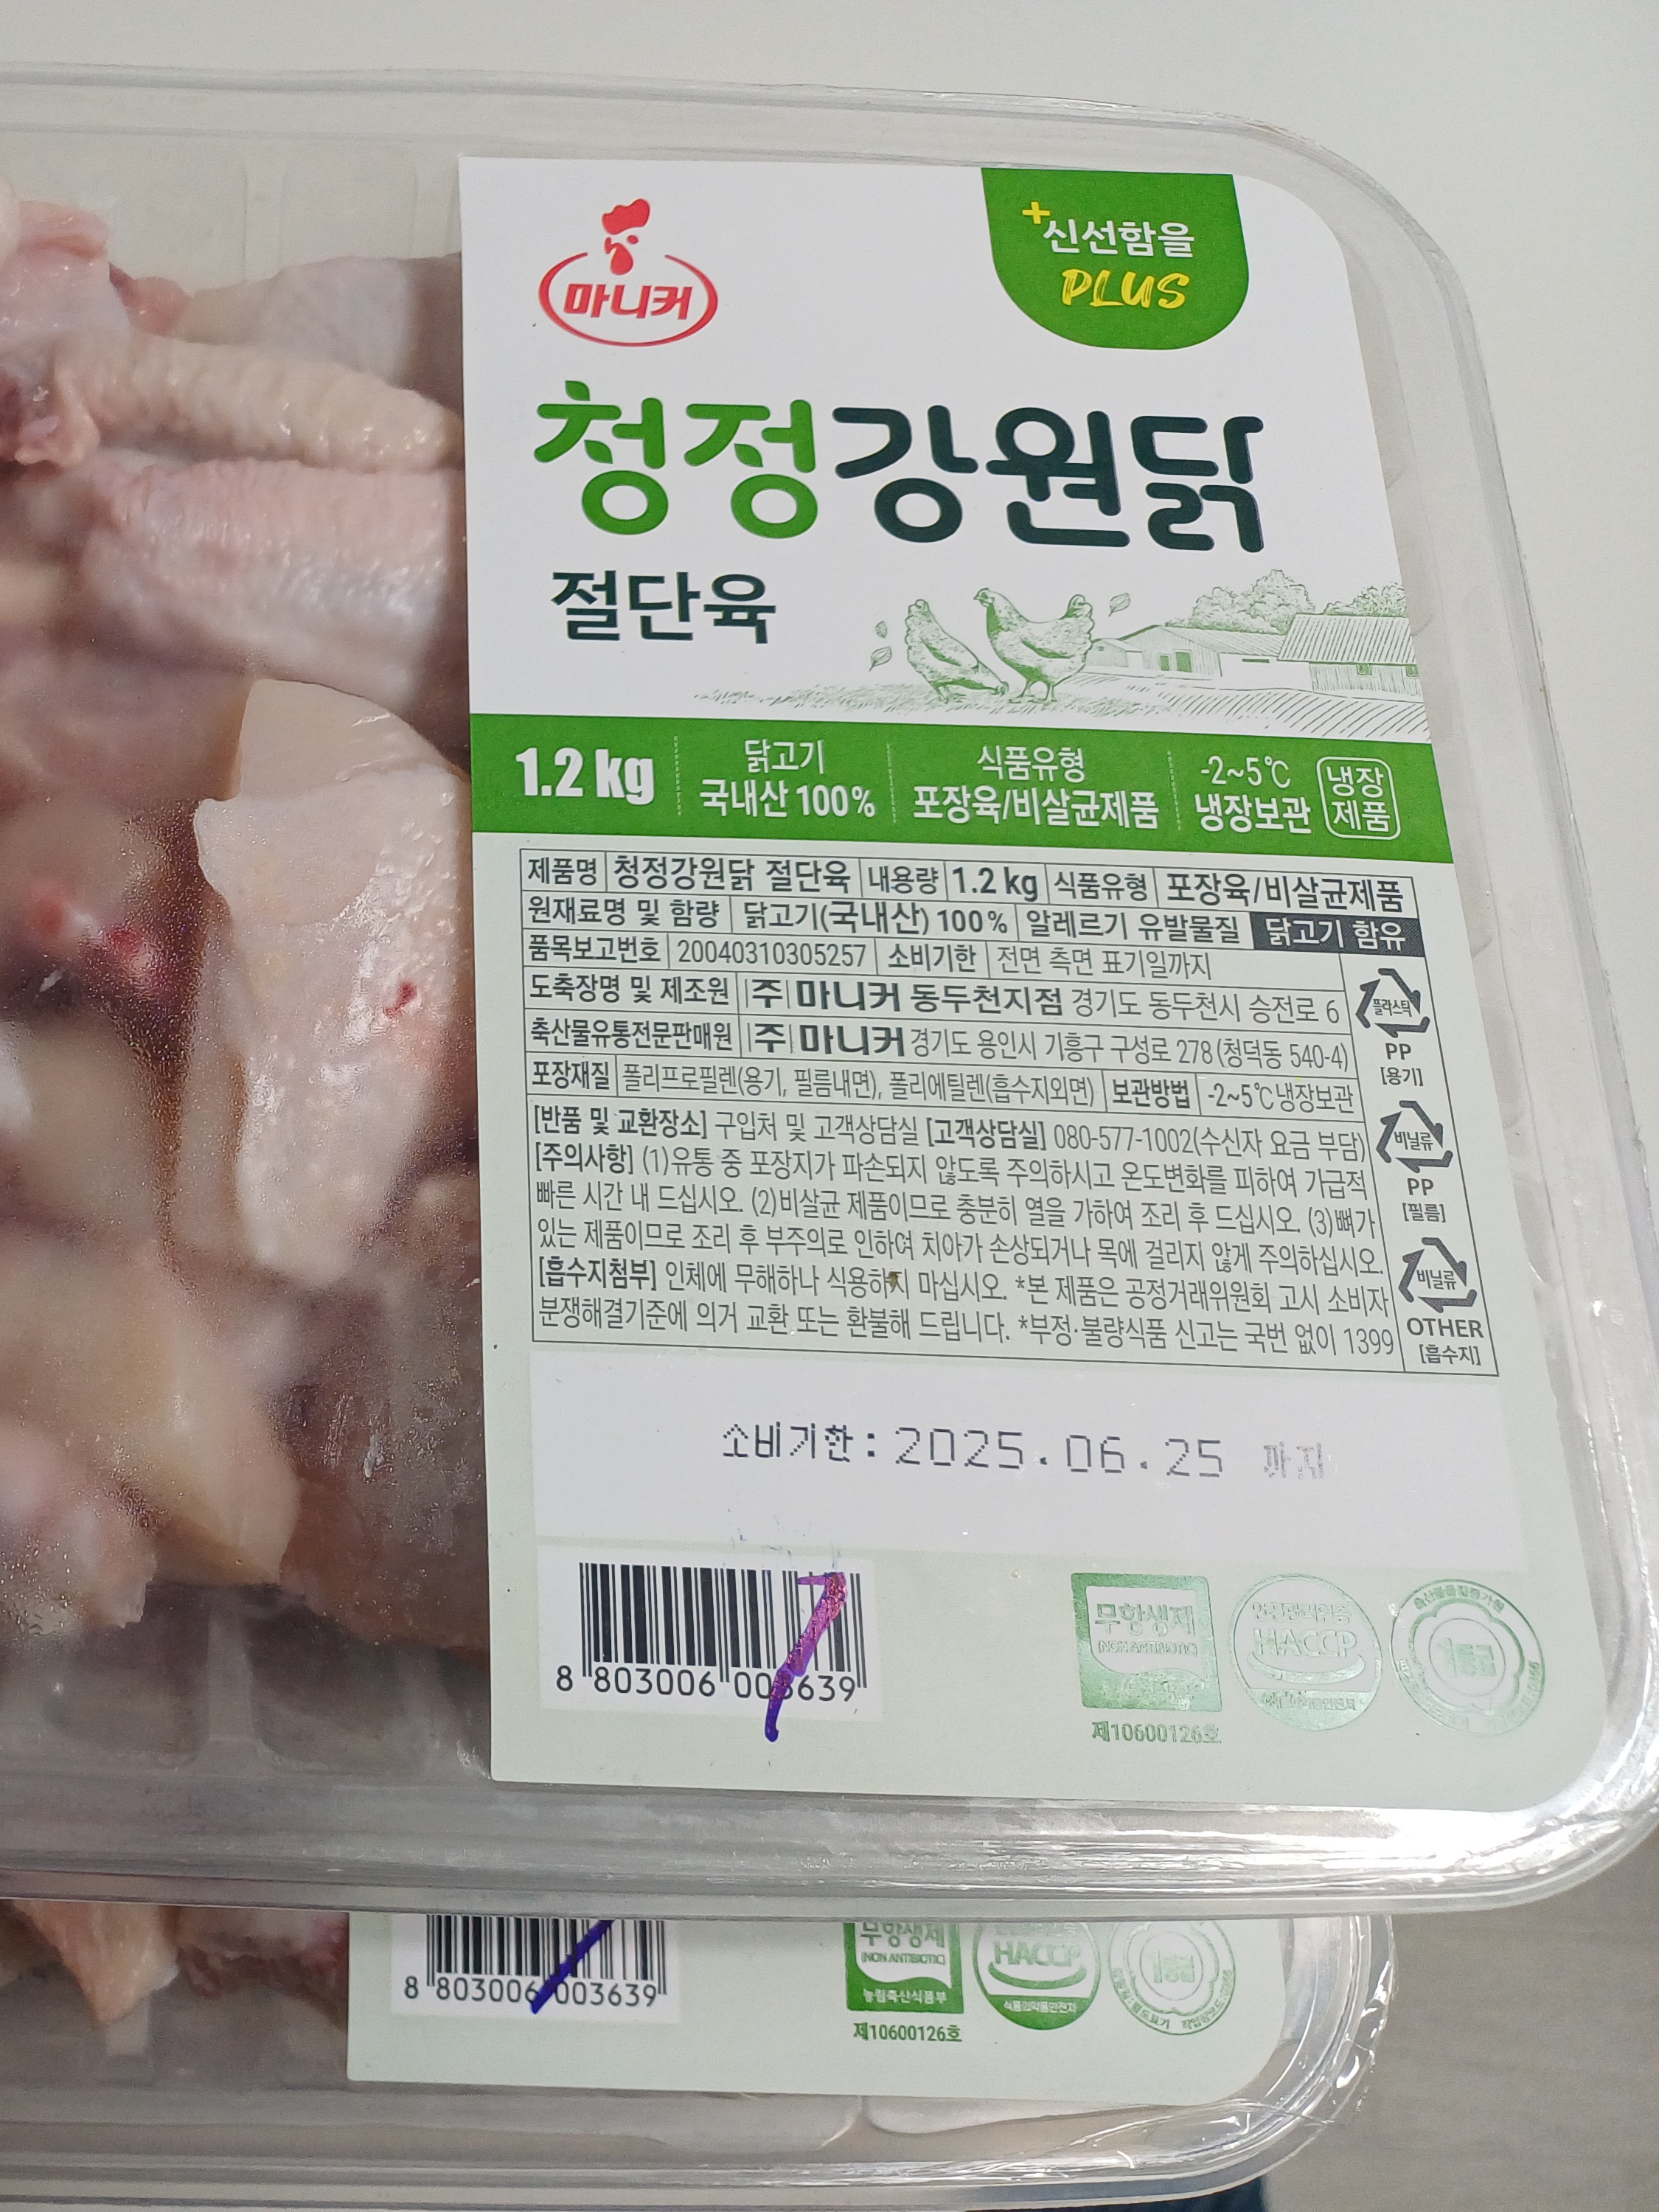 마니커
+신선함을
PLUS
청정강원닭
절단육
1.2 kg
닭고기
국내산 100%
식품유형
포장육/비살균제품
-2~5℃
냉장보관
냉장
제품
제품명 청정강원닭 절단육 내용량 1.2 kg 식품유형 포장육/비살균제품
원재료명 및 함량 닭고기(국내산) 100% 알레르기 유발물질 닭고기 함유
품목보고번호 20040310305257 소비기한 전면 측면 표기일까지
도축장명 및 제조원 |주| 마니커 동두천지점 경기도 동두천시 승전로 6
축산물유통전문판매원 |주| 마니커 경기도 용인시 기흥구 구성로 278 (청덕동 540-4)
포장재질 폴리프로필렌(용기, 필름내면), 폴리에틸렌(흡수지외면) 보관방법 -2~5℃냉장보관
[반품 및 교환장소] 구입처 및 고객상담실 [고객상담실] 080-577-1002(수신자 요금 부담)
[주의사항] (1)유통 중 포장지가 파손되지 않도록 주의하시고 온도변화를 피하여 가급적
빠른 시간 내 드십시오. (2)비살균 제품이므로 충분히 열을 가하여 조리 후 드십시오. (3)뼈가
있는 제품이므로 조리 후 부주의로 인하여 치아가 손상되거나 목에 걸리지 않게 주의하십시오.
[흡수지첨부] 인체에 무해하나 식용하지 마십시오. *본 제품은 공정거래위원회 고시 소비자
분쟁해결기준에 의거 교환 또는 환불해 드립니다. *부정·불량식품 신고는 국번 없이 1399
플라스틱
PP
[용기]
비닐류
PP
[필름]
비닐류
OTHER
[흡수지]
소비기한: 2025.06.25 까지
7
8 803006 003639
무항생제
(NON ANTIBIOTIC)
제10600126호
안전관리인증
HACCP
1등급
8 803006 003639
무항생제
(NON ANTIBIOTIC)
농림축산식품부
제10600126호
HACCP
식품의약품안전처
1등급